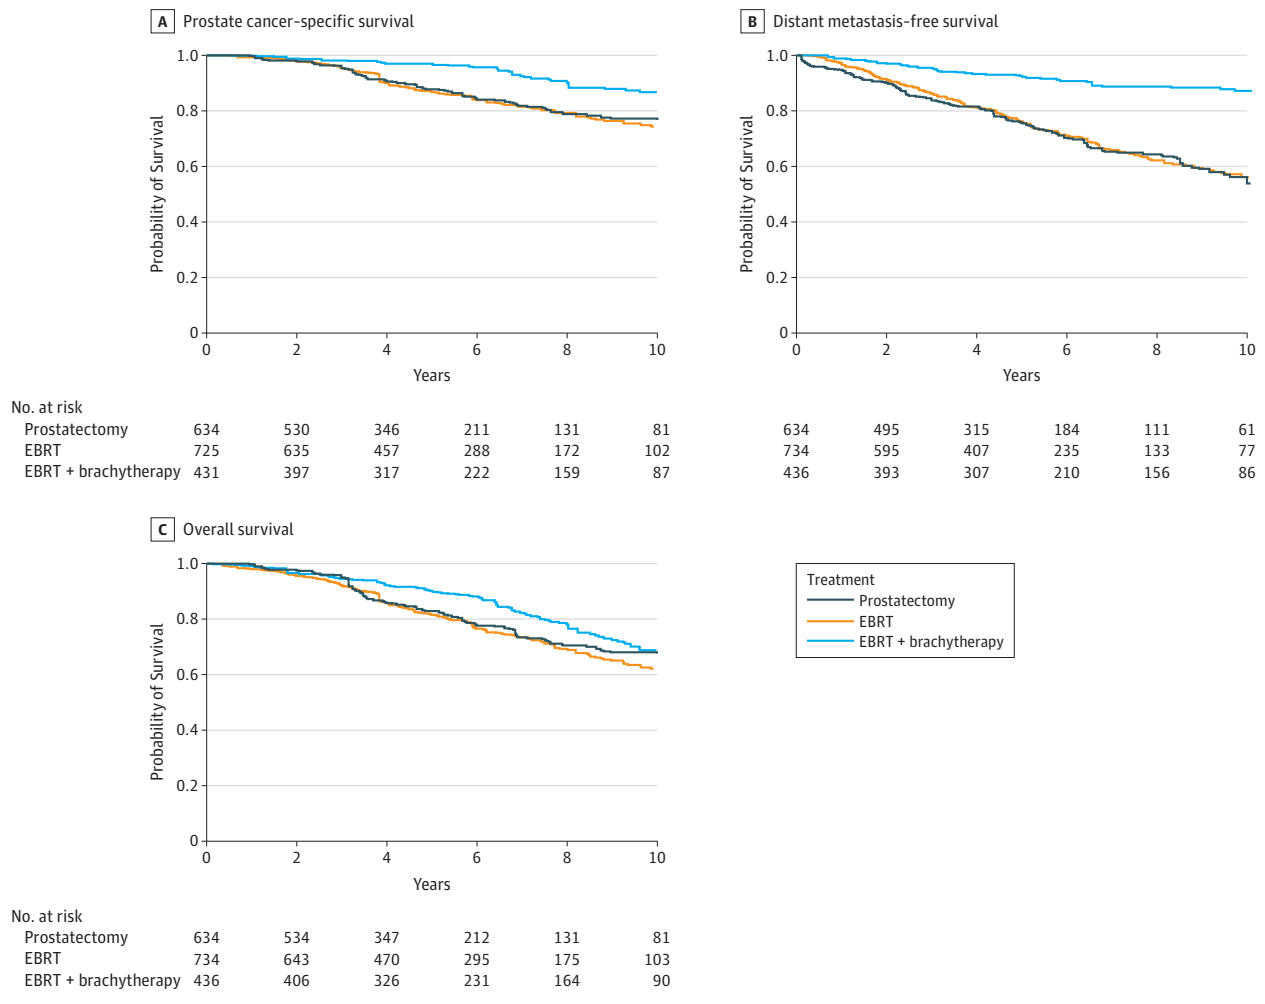 A Prostate cancer-specific survival
1.0
0.8
0.6
0.4
0.2
0
Probability of Survival
0 2 4 6 8 10
Years
No. at risk
Prostatectomy 634 530 346 211 131 81
EBRT 725 635 457 288 172 102
EBRT + brachytherapy 431 397 317 222 159 87
B Distant metastasis-free survival
1.0
0.8
0.6
0.4
0.2
0
Probability of Survival
0 2 4 6 8 10
Years
634 495 315 184 111 61
734 595 407 235 133 77
436 393 307 210 156 86
C Overall survival
1.0
0.8
0.6
0.4
0.2
0
Probability of Survival
0 2 4 6 8 10
Years
No. at risk
Prostatectomy 634 534 347 212 131 81
EBRT 734 643 470 295 175 103
EBRT + brachytherapy 436 406 326 231 164 90
Treatment
Prostatectomy
EBRT
EBRT + brachytherapy